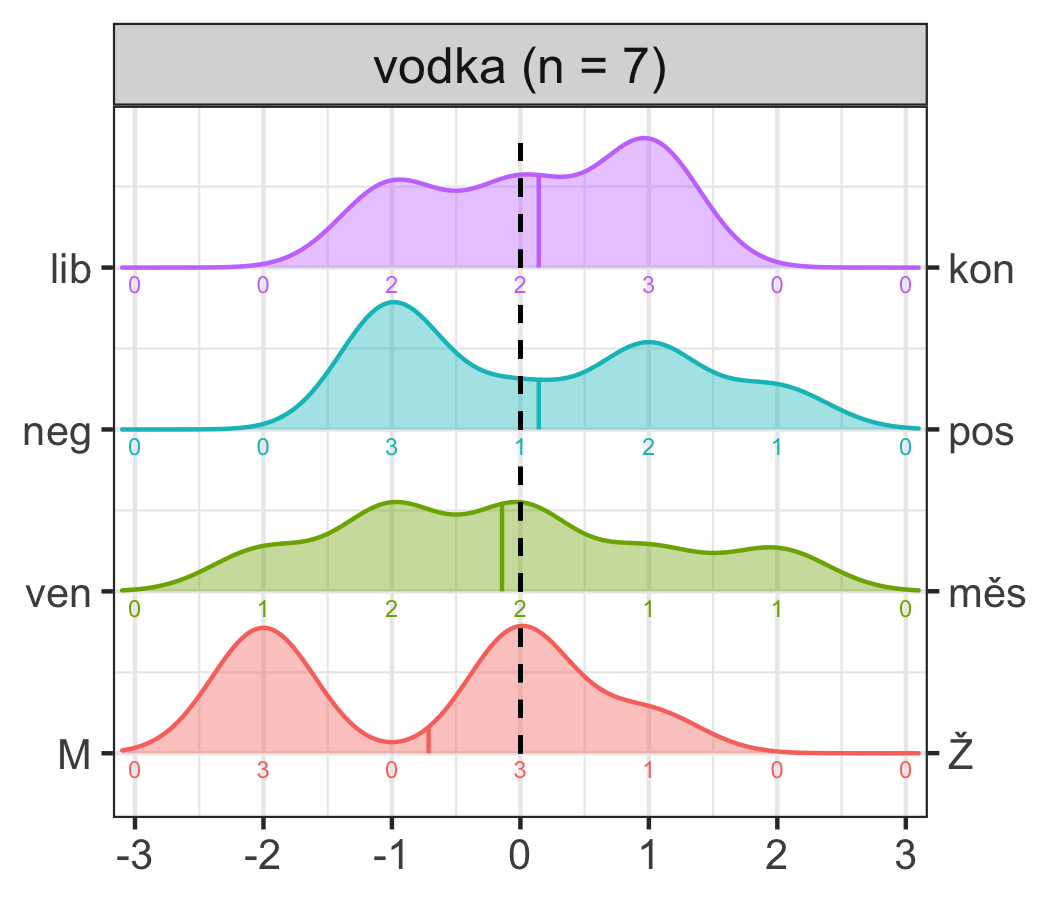 vodka (n = 7)
lib kon
0 0 2 2 3 0 0
neg pos
0 0 3 1 2 1 0
ven měs
0 1 2 2 1 1 0
M Ž
0 3 0 3 1 0 0
-3 -2 -1 0 1 2 3